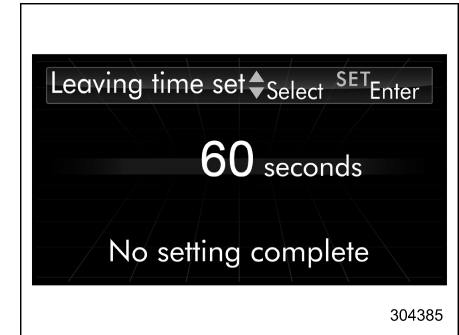 Leaving time set Select SET Enter
60 seconds
No setting complete
304385